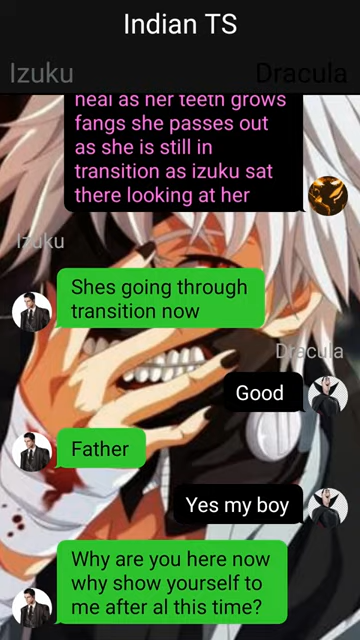 Indian TS
Izuku
Dracula
heal as her teeth grows
fangs she passes out
as she is still in
transition as izuku sat
there looking at her
Izuku
Shes going through
transition now
Dracula
Good
Father
Yes my boy
Why are you here now
why show yourself to
me after al this time?